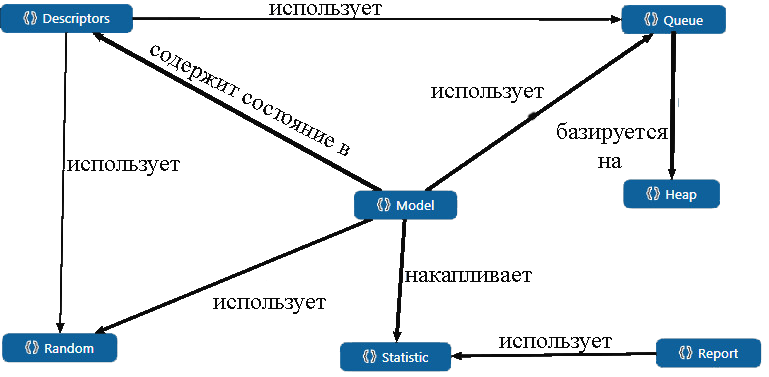 использует
Descriptors
Queue
содержит состояние в
использует
базируется
на
использует
Heap
Model
накапливает
использует
использует
Random
Statistic
Report